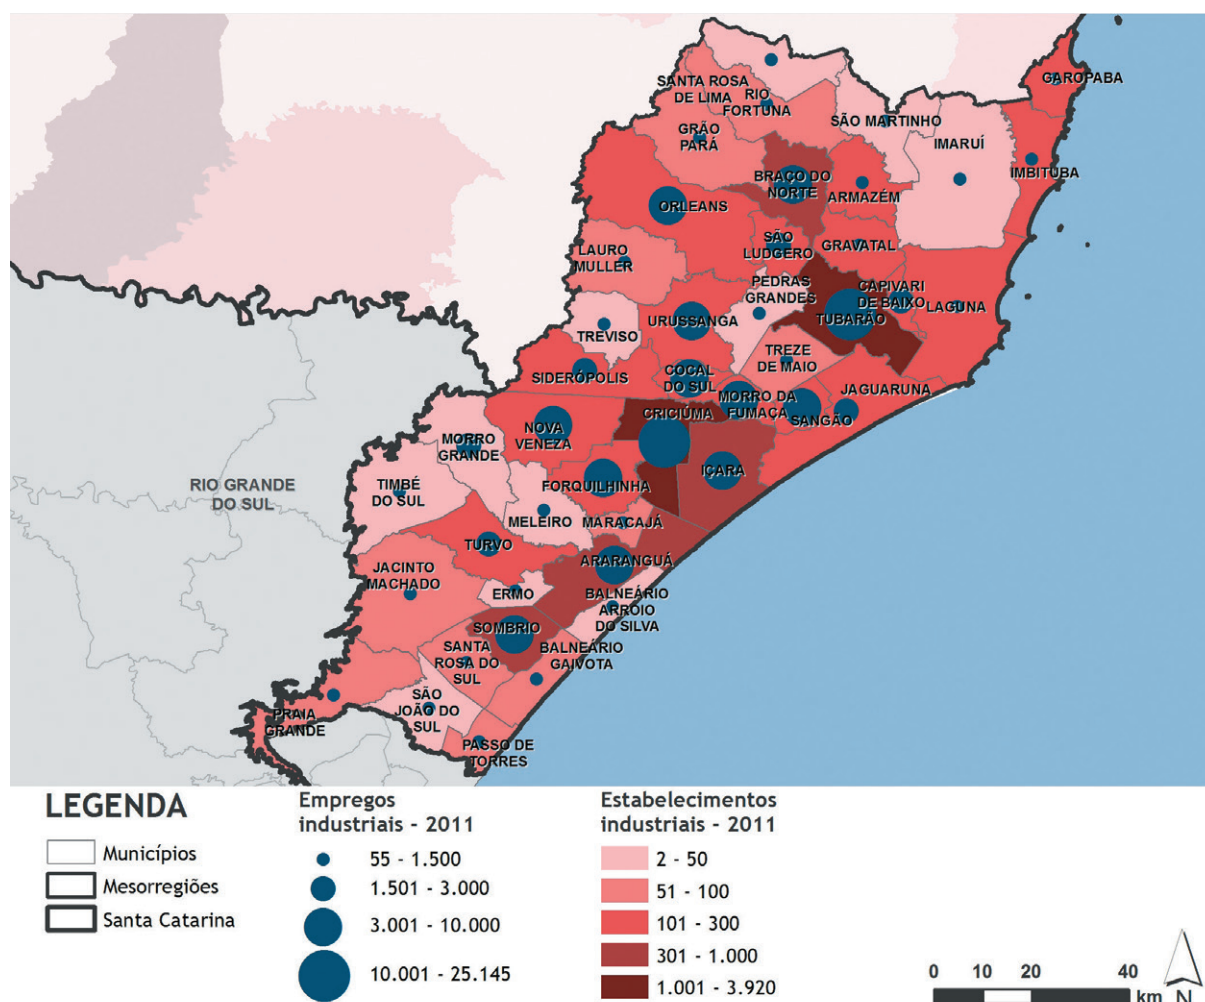 GAROPABA
SANTA ROSA
DE LIMA
RIO
FORTUNA
SÃO MARTINHO
GRÃO
PARÁ
IMARUÍ
BRAÇO DO
NORTE
IMBITUBA
ARMAZÉM
ORLEANS
SÃO
LUDGERO
GRAVATAL
LAURO
MULLER
PEDRAS
GRANDES
CAPIVARI
DE BAIXO
LAGUNA
URUSSANGA
TUBARÃO
TREVISO
TREZE
DE MAIO
SIDERÓPOLIS
COCAL
DO SUL
JAGUARUNA
MORRO DA
FUMAÇA
SANGÃO
CRICIÚMA
NOVA
VENEZA
MORRO
GRANDE
IÇARA
RIO GRANDE
DO SUL
TIMBÉ
DO SUL
FORQUILHINHA
MELEIRO
MARACAJÁ
TURVO
ARARANGUÁ
JACINTO
MACHADO
ERMO
BALNEÁRIO
ARROIO
DO SILVA
SOMBRIO
SANTA
ROSA DO
SUL
BALNEÁRIO
GAIVOTA
SÃO
JOÃO DO
SUL
PRAIA
GRANDE
PASSO DE
TORRES
LEGENDA
Municípios
Mesorregiões
Santa Catarina
Empregos
industriais - 2011
55 - 1.500
1.501 - 3.000
3.001 - 10.000
10.001 - 25.145
Estabelecimentos
industriais - 2011
2 - 50
51 - 100
101 - 300
301 - 1.000
1.001 - 3.920
0 10 20 40
km
N